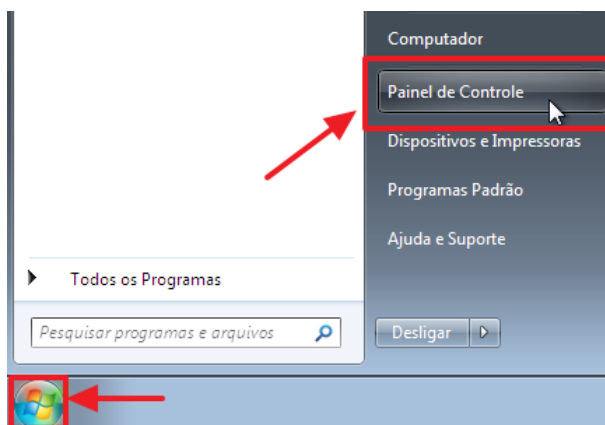 Computador
Painel de Controle
Dispositivos e Impressoras
Programas Padrão
Ajuda e Suporte
Todos os Programas
Pesquisar programas e arquivos
Desligar